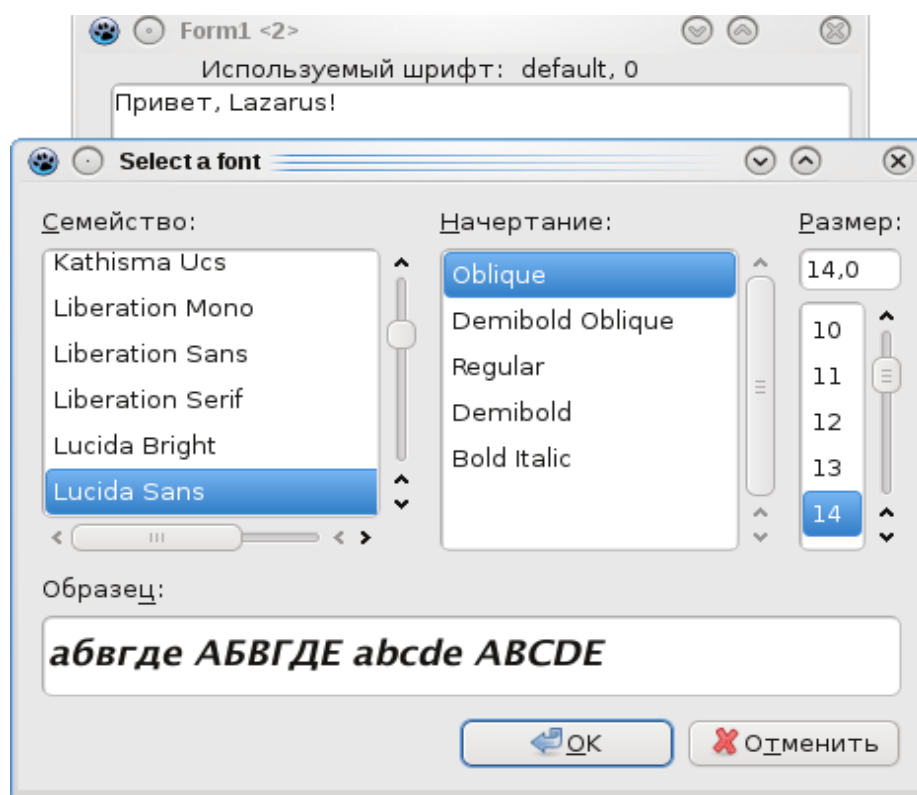 Form1 <2>
Используемый шрифт: default, 0
Привет, Lazarus!
Select a font
Семейство:
Начертание:
Размер:
Kathisma Ucs
Liberation Mono
Liberation Sans
Liberation Serif
Lucida Bright
Lucida Sans
Oblique
Demibold Oblique
Regular
Demibold
Bold Italic
14,0
10
11
12
13
14
Образец:
абвгде АБВГДЕ abcde ABCDE
OK
Отменить